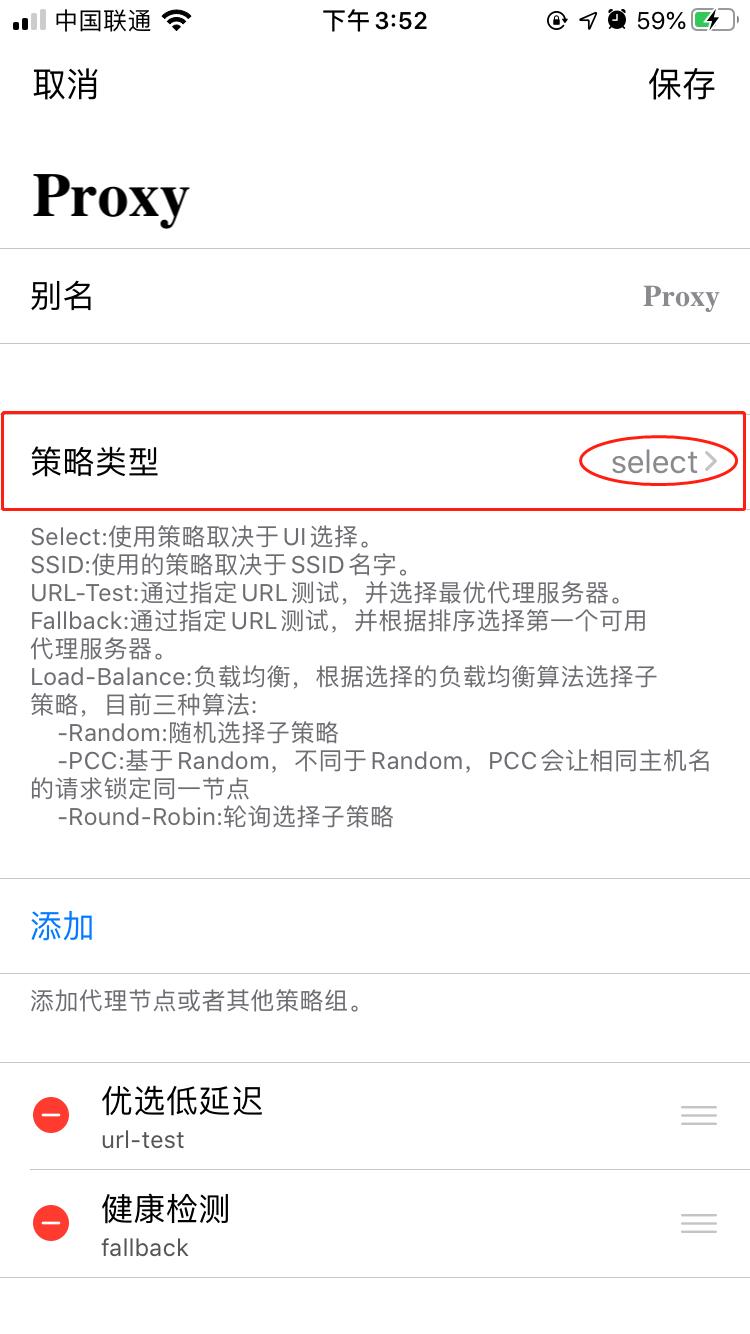 中国联通 下午3:52 59%
取消 保存
Proxy
别名 Proxy
策略类型 select
Select:使用策略取决于UI选择。
SSID:使用的策略取决于SSID名字。
URL-Test:通过指定URL测试，并选择最优代理服务器。
Fallback:通过指定URL测试，并根据排序选择第一个可用
代理服务器。
Load-Balance:负载均衡，根据选择的负载均衡算法选择子
策略，目前三种算法:
-Random:随机选择子策略
-PCC:基于Random，不同于Random，PCC会让相同主机名
的请求锁定同一节点
-Round-Robin:轮询选择子策略
添加
添加代理节点或者其他策略组。
优选低延迟
url-test
健康检测
fallback